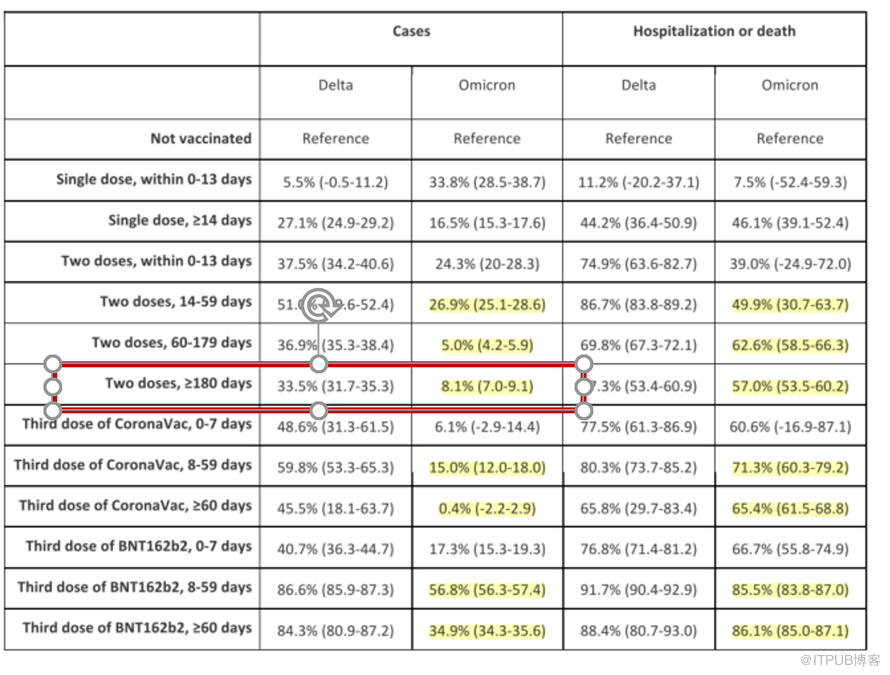 Cases Hospitalization or death
Delta Omicron Delta Omicron
Not vaccinated Reference Reference Reference Reference
Single dose, within 0-13 days 5.5% (-0.5-11.2) 33.8% (28.5-38.7) 11.2% (-20.2-37.1) 7.5% (-52.4-59.3)
Single dose, ≥14 days 27.1% (24.9-29.2) 16.5% (15.3-17.6) 44.2% (36.4-50.9) 46.1% (39.1-52.4)
Two doses, within 0-13 days 37.5% (34.2-40.6) 24.3% (20-28.3) 74.9% (63.6-82.7) 39.0% (-24.9-72.0)
Two doses, 14-59 days 26.9% (25.1-28.6) 86.7% (83.8-89.2) 49.9% (30.7-63.7)
Two doses, 60-179 days 36.9% (35.3-38.4) 5.0% (4.2-5.9) 69.8% (67.3-72.1) 62.6% (58.5-66.3)
Two doses, ≥180 days 33.5% (31.7-35.3) 8.1% (7.0-9.1) (53.4-60.9) 57.0% (53.5-60.2)
Third dose of CoronaVac, 0-7 days 48.6% (31.3-61.5) 6.1% (-2.9-14.4) 77.5% (61.3-86.9) 60.6% (-16.9-87.1)
Third dose of CoronaVac, 8-59 days 59.8% (53.3-65.3) 15.0% (12.0-18.0) 80.3% (73.7-85.2) 71.3% (60.3-79.2)
Third dose of CoronaVac, ≥60 days 45.5% (18.1-63.7) 0.4% (-2.2-2.9) 65.8% (29.7-83.4) 65.4% (61.5-68.8)
Third dose of BNT162b2, 0-7 days 40.7% (36.3-44.7) 17.3% (15.3-19.3) 76.8% (71.4-81.2) 66.7% (55.8-74.9)
Third dose of BNT162b2, 8-59 days 86.6% (85.9-87.3) 56.8% (56.3-57.4) 91.7% (90.4-92.9) 85.5% (83.8-87.0)
Third dose of BNT162b2, ≥60 days 84.3% (80.9-87.2) 34.9% (34.3-35.6) 88.4% (80.7-93.0) 86.1% (85.0-87.1)
@ITPUB博客